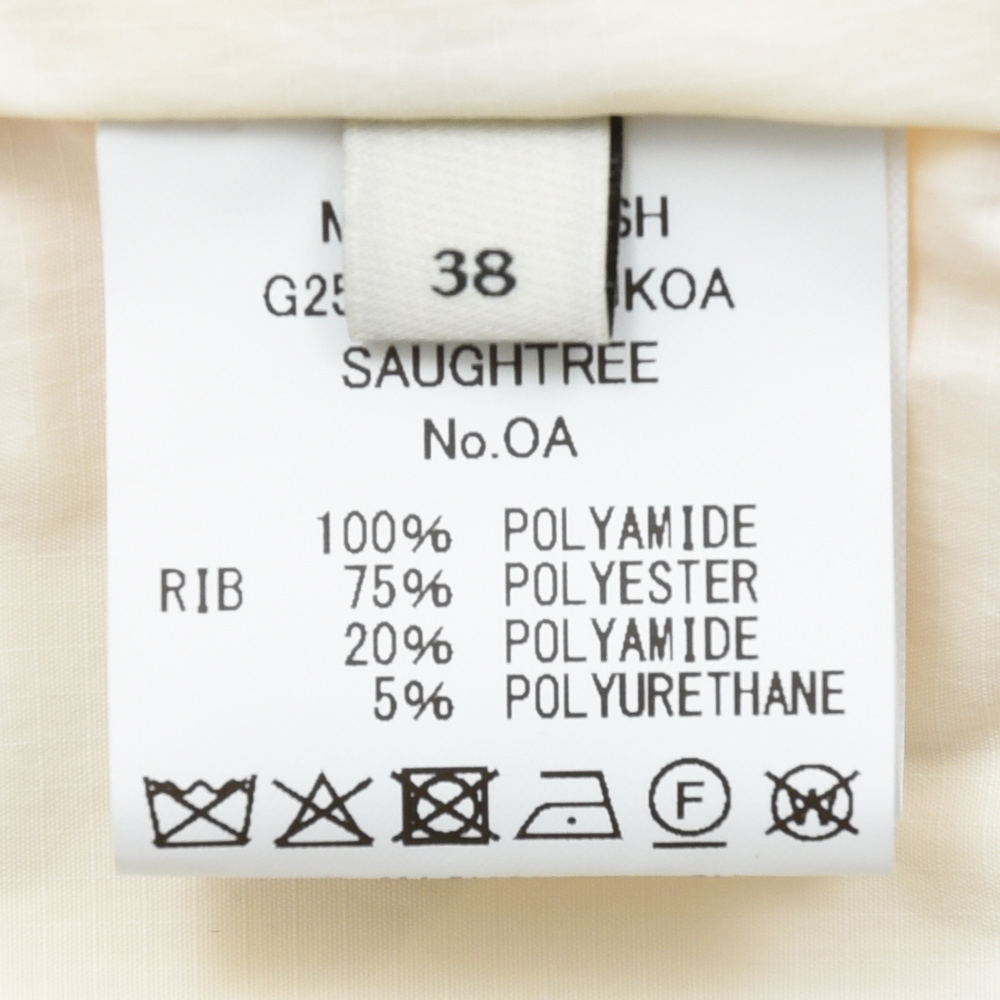 38
SAUGHTREE
No.OA
100% POLYAMIDE
RIB 75% POLYESTER
20% POLYAMIDE
5% POLYURETHANE
F
W